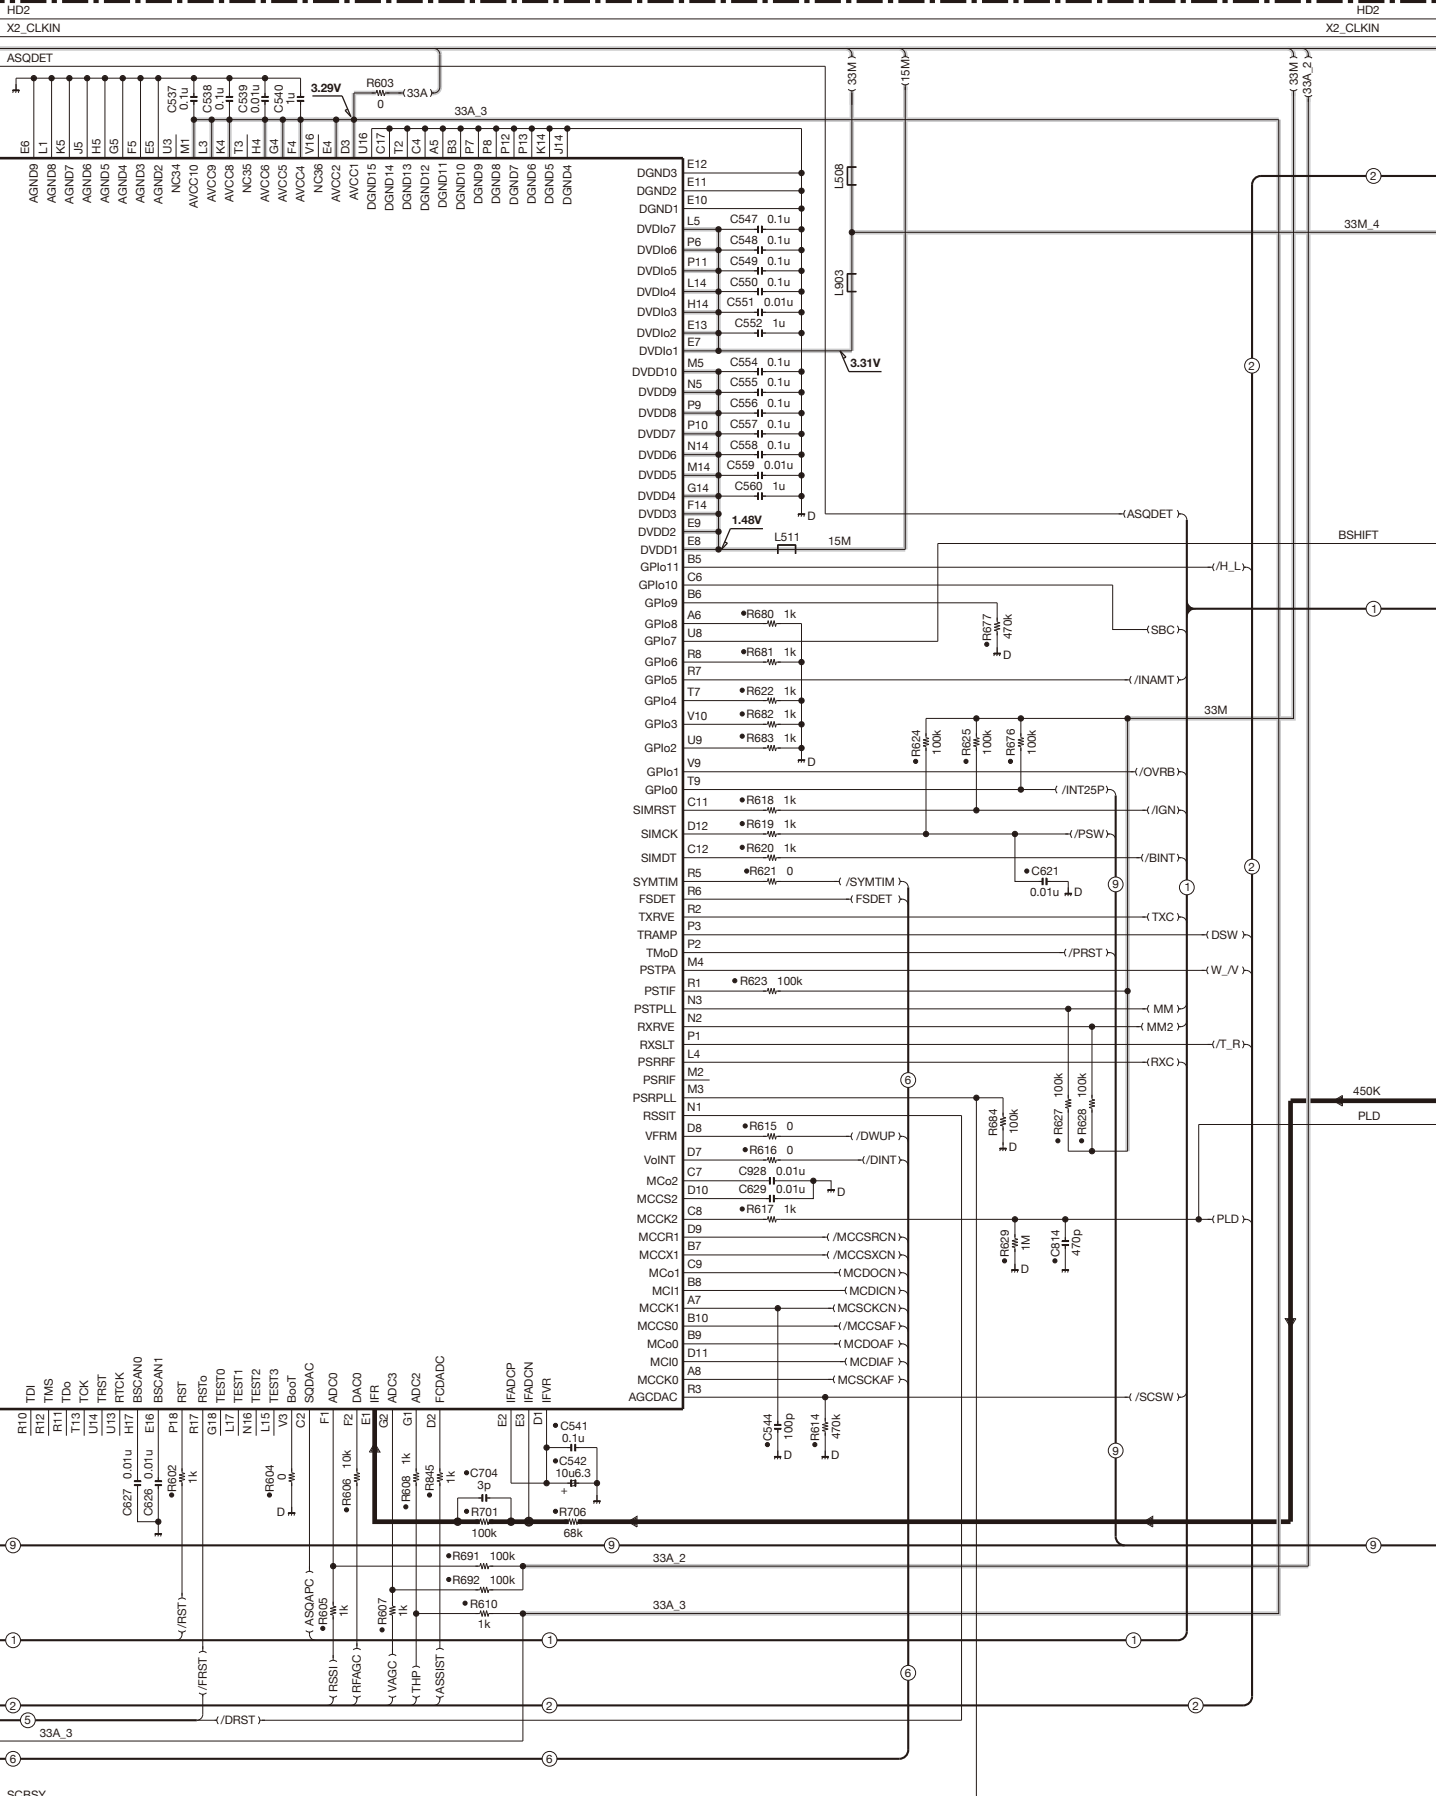 HD2
HD2
X2_CLKIN
X2_CLKIN
ASQDET
(33M)
(15M)
(33M)
(33A_2)
C537 0.1u
C538 0.1u
C539 0.01u
C540 1u
3.29V
R603
0
(33A)
33A_3
E6 AGND9
L1 AGND8
K5 AGND7
J5 AGND6
H5 AGND5
G5 AGND4
F5 AGND3
E5 AGND2
U3 NC34
M1 AVCC10
L3 AVCC9
K4 AVCC8
T3 NC35
H4 AVCC6
G4 AVCC5
F4 AVCC4
V16 NC36
E4 AVCC2
D3 AVCC1
U16 DGND15
C17 DGND14
T2 DGND13
C4 DGND12
A5 DGND11
B3 DGND10
P7 DGND9
P8 DGND8
P12 DGND7
P13 DGND6
K14 DGND5
J14 DGND4
DGND3 E12
DGND2 E11
DGND1 E10
L508
2
DVDIo7 L5 C547 0.1u
33M_4
DVDIo6 P6 C548 0.1u
DVDIo5 P11 C549 0.1u
DVDIo4 L14 C550 0.1u
L903
DVDIo3 H14 C551 0.01u
DVDIo2 E13 C552 1u
DVDIo1 E7
3.31V
2
DVDD10 M5 C554 0.1u
DVDD9 N5 C555 0.1u
DVDD8 P9 C556 0.1u
DVDD7 P10 C557 0.1u
DVDD6 N14 C558 0.1u
DVDD5 M14 C559 0.01u
DVDD4 G14 C560 1u
DVDD3 F14 D (ASQDET)
DVDD2 E9 1.48V
DVDD1 E8 L511 15M
BSHIFT
GPIo11 B5 (/H_L)
GPIo10 C6
GPIo9 B6
1
GPIo8 A6 R680 1k
R677 470k
D
(SBC)
GPIo7 U8
GPIo6 R8 R681 1k
GPIo5 R7 (/INAMT)
GPIo4 T7 R622 1k
33M
GPIo3 V10 R682 1k
R624 100k
R625 100k
R676 100k
GPIo2 U9 R683 1k
D
GPIo1 V9 (/OVRB)
GPIo0 T9 (/INT25P)
SIMRST C11 R618 1k (/IGN)
SIMCK D12 R619 1k (/PSW)
SIMDT C12 R620 1k (/BINT)
2
SYMTIM R5 R621 0 (/SYMTIM)
C621
0.01u D
9
1
FSDET R6 (FSDET)
TXRVE R2 (TXC)
TRAMP P3 (DSW)
TMoD P2 (/PRST)
PSTPA M4 (W_/V)
PSTIF R1 R623 100k
PSTPLL N3 (MM)
RXRVE N2 (MM2)
RXSLT P1 (/T_R)
PSRRF L4 (RXC)
PSRIF M2
6
PSRPLL M3
450K
RSSIT N1
PLD
R684 100k
D
R627 100k
R628 100k
VFRM D8 R615 0 (/DWUP)
VoINT D7 R616 0 (/DINT)
MCo2 C7 C928 0.01u
D
MCCS2 D10 C629 0.01u
MCCK2 C8 R617 1k (PLD)
R629 1M
D
C814 470p
MCCR1 D9 (/MCCSRCN)
MCCX1 B7 (/MCCSXCN)
MCo1 C9 (MCDOCN)
MCI1 B8 (MCDICN)
MCCK1 A7 (MCSCKCN)
MCCS0 B10 (/MCCSAF)
MCo0 B9 (MCDOAF)
MCI0 D11 (MCDIAF)
MCCK0 A8 (MCSCKAF)
AGCDAC R3 (/SCSW)
C544 100p
D
R614 470k
D
9
TDI R10
TMS R12
TDo R11
TCK T13
TRST U14
RTCK U13
BSCAN0 H17
BSCAN1 E16
RST P18
RSTo R17
TEST0 G18
TEST1 L17
TEST2 N16
TEST3 L15
BooT V3
SQDAC C2
ADC0 F1
DAC0 F2
IFR E1
ADC3 G2
ADC2 G1
FCDADC D2
IFADCP E2
IFADCN E3
IFVR D1
C541
0.1u
C542
10u6.3
+
C627 0.01u
C626 0.01u
R602 1k
R604 0
D
R606 10k
R608 1k
R845 1k
C704
3p
R701
100k
R706
68k
9
9
9
R691 100k
33A_2
R692 100k
R610
1k
33A_3
(/RST)
(ASQAPC)
R605 1k
R607 1k
1
1
1
(/FRST)
(RSSI)
(RFAGC)
(VAGC)
(THP)
(ASSIST)
6
2
2
2
5
(/DRST)
33A_3
6
6
SCBSY